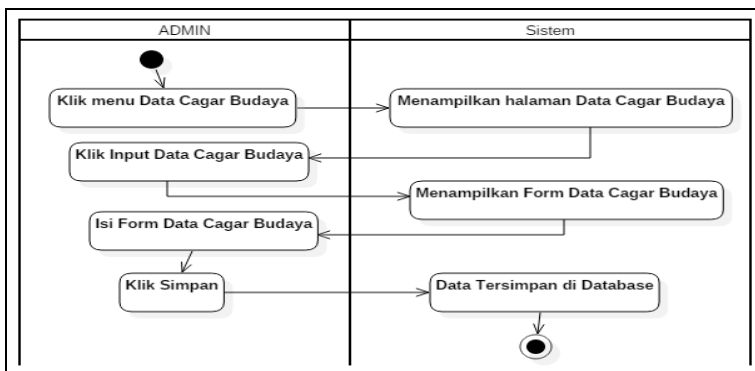 ADMIN
Sistem
Klik menu Data Cagar Budaya
Menampilkan halaman Data Cagar Budaya
Klik Input Data Cagar Budaya
Menampilkan Form Data Cagar Budaya
Isi Form Data Cagar Budaya
Klik Simpan
Data Tersimpan di Database